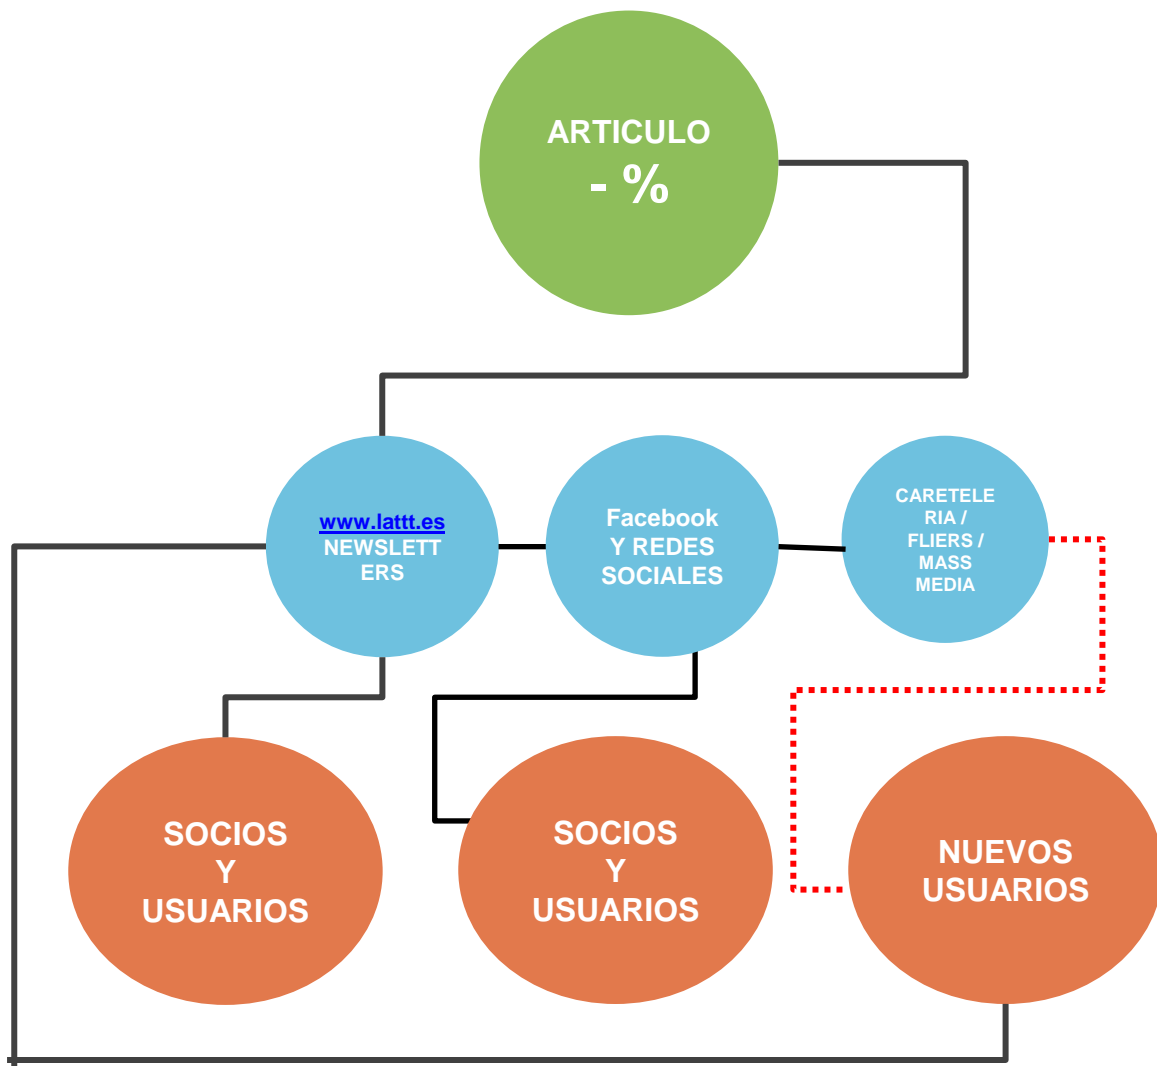 ARTICULO
- %
www.lattt.es
NEWSLETT
ERS
Facebook
Y REDES
SOCIALES
CARETELE
RIA /
FLIERS /
MASS
MEDIA
SOCIOS
Y
USUARIOS
SOCIOS
Y
USUARIOS
NUEVOS
USUARIOS